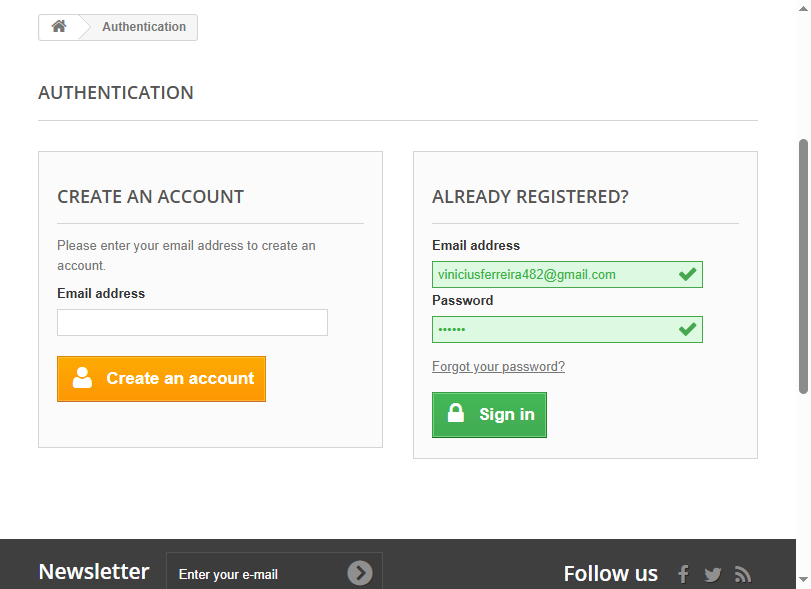 Authentication
AUTHENTICATION
CREATE AN ACCOUNT
Please enter your email address to create an
account.
Email address
Create an account
ALREADY REGISTERED?
Email address
viniciusferreira482@gmail.com
Password
••••••
Forgot your password?
Sign in
Newsletter
Enter your e-mail
Follow us